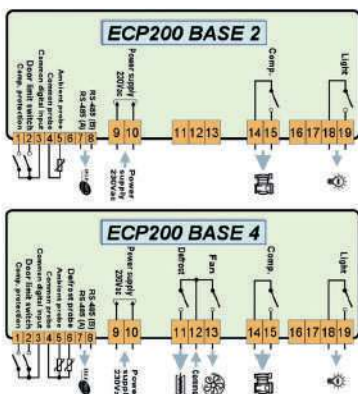 ECP200 BASE 2
Comp. protection
Door limit switch
Common digital input
Common probe
Ambient probe
RS-485 (A)
RS-485 (B)
Power supply
230Vac
Comp.
Light
1 2 3 4 5 6 7 8 9 10 11 12 13 14 15 16 17 18 19
Power
supply
230Vac
ECP200 BASE 4
Comp. protection
Door limit switch
Common digital input
Common probe
Ambient probe
Defrost probe
RS-485 (A)
RS-485 (B)
Power supply
230Vac
Defrost
Fan
Comp.
Light
1 2 3 4 5 6 7 8 9 10 11 12 13 14 15 16 17 18 19
Power
supply
230Vac